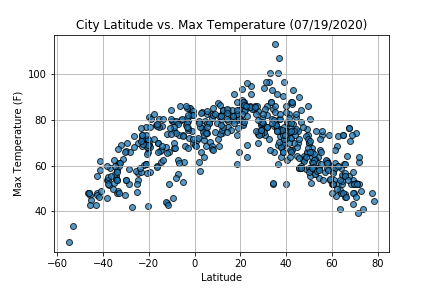 City Latitude vs. Max Temperature (07/19/2020)
100
80
60
40
Max Temperature (F)
−60 −40 −20 0 20 40 60 80
Latitude